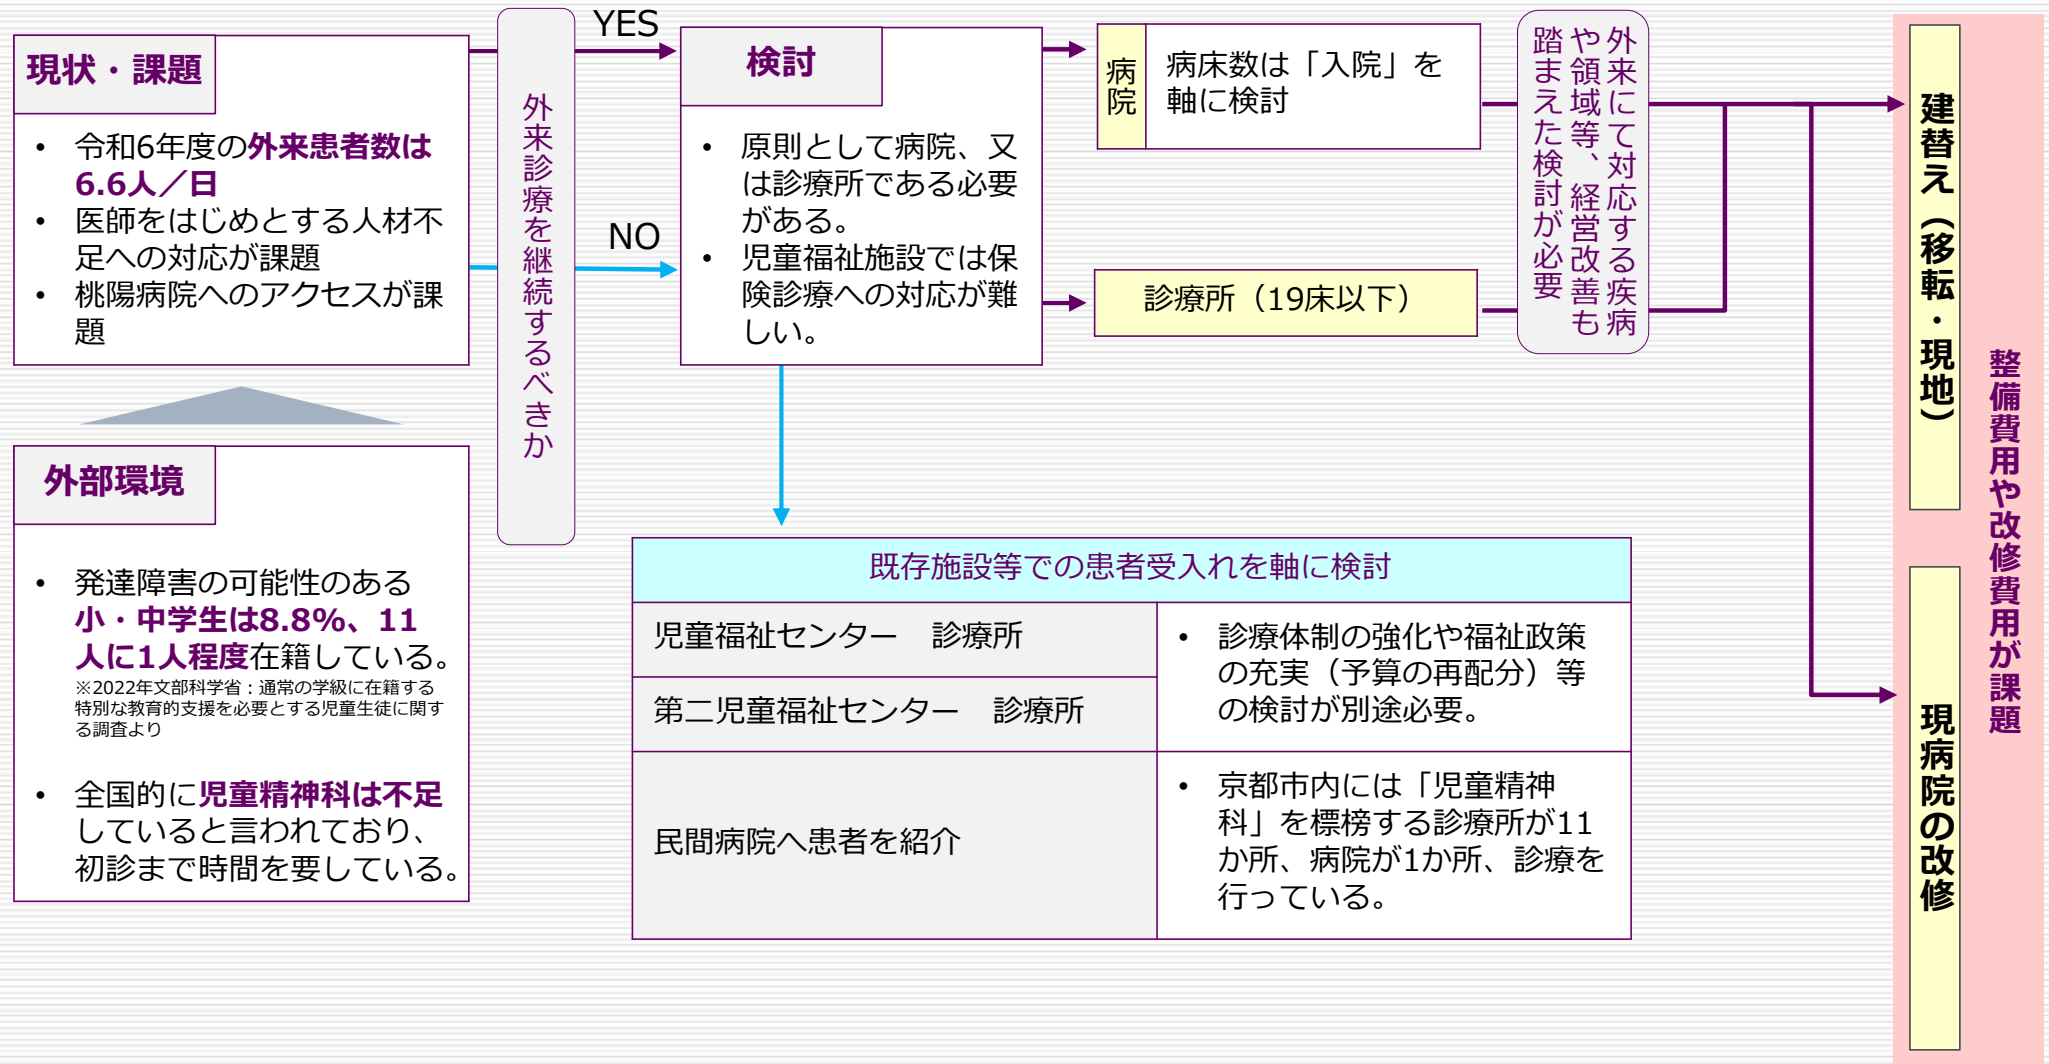 現状・課題
• 令和6年度の外来患者数は
6.6人／日
• 医師をはじめとする人材不
足への対応が課題
• 桃陽病院へのアクセスが課
題
外部環境
• 発達障害の可能性のある
小・中学生は8.8%、11
人に1人程度在籍している。
※2022年文部科学省：通常の学級に在籍する
特別な教育的支援を必要とする児童生徒に関す
る調査より
• 全国的に児童精神科は不足
していると言われており、
初診まで時間を要している。
外来診療を継続するべきか
YES
NO
検討
• 原則として病院、又
は診療所である必要
がある。
• 児童福祉施設では保
険診療への対応が難
しい。
病院
病床数は「入院」を
軸に検討
診療所（19床以下）
外来にて対応する疾病
や領域等、経営改善も
踏まえた検討が必要
既存施設等での患者受入れを軸に検討
児童福祉センター　診療所
第二児童福祉センター　診療所
• 診療体制の強化や福祉政策
の充実（予算の再配分）等
の検討が別途必要。
民間病院へ患者を紹介
• 京都市内には「児童精神
科」を標榜する診療所が11
か所、病院が1か所、診療を
行っている。
建替え（移転・現地）
現病院の改修
整備費用や改修費用が課題